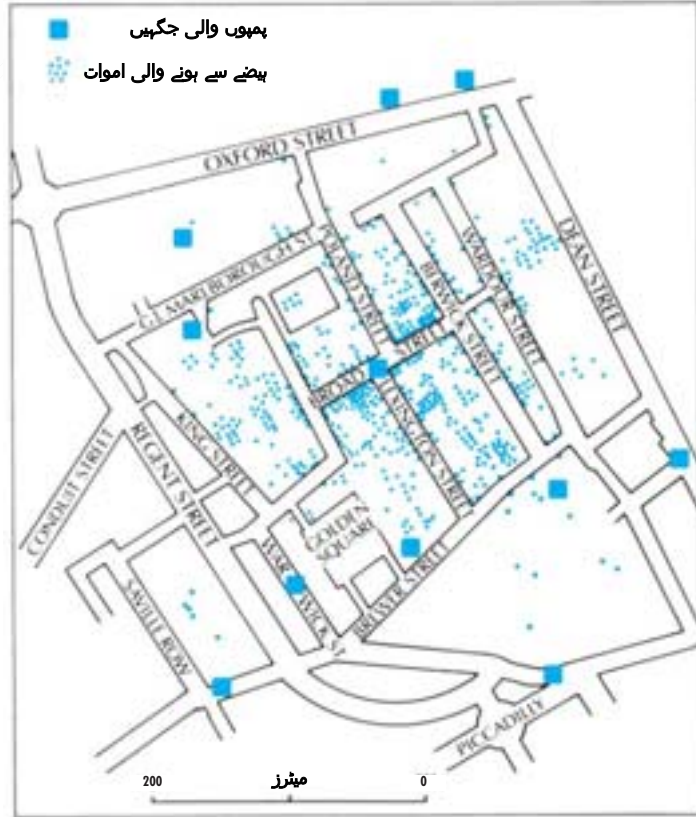 پمپوں والی جگہیں
ہیضے سے ہونے والی اموات
OXFORD STREET
GT. MARLBOROUGH ST.
POLAND STREET
BERWICK STREET
WARDOUR STREET
DEAN STREET
BROAD STREET
KING STREET
REGENT STREET
CONDUIT STREET
LEXINGTON STREET
GOLDEN
SQUARE
WARWICK ST.
BREWER STREET
SAVILLE ROW
PICCADILLY
200 میٹرز 0